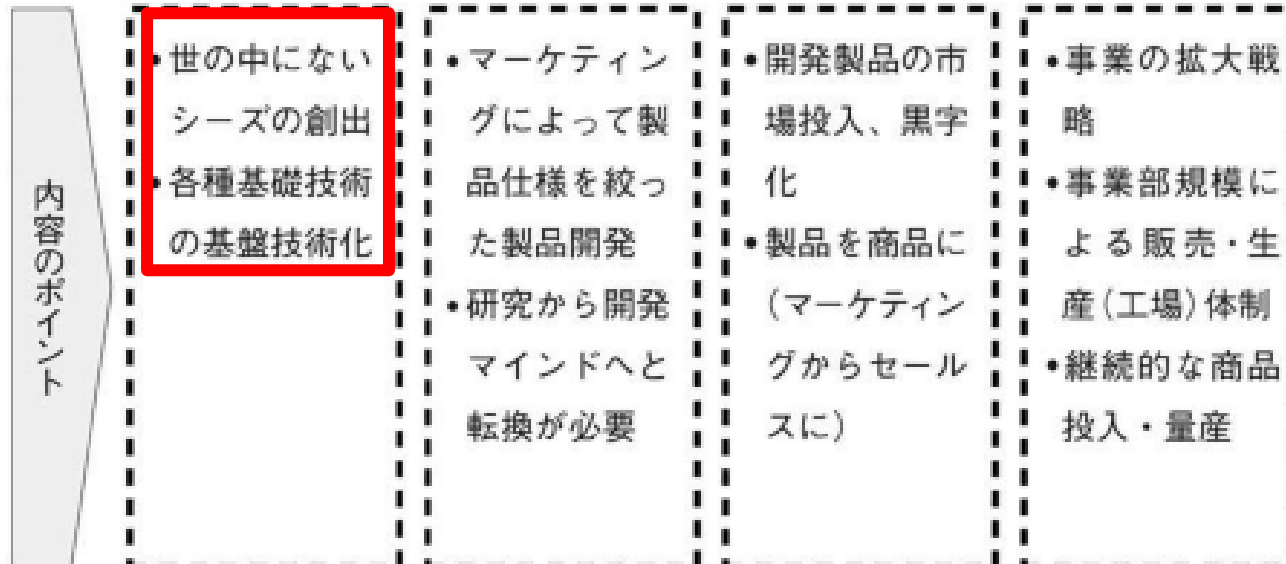 内容のポイント
•世の中にない
シーズの創出
•各種基礎技術
の基盤技術化
•マーケティン
グによって製
品仕様を絞っ
た製品開発
•研究から開発
マインドへと
転換が必要
•開発製品の市
場投入、黒字
化
•製品を商品に
(マーケティン
グからセール
スに)
•事業の拡大戦
略
•事業部規模に
よる販売・生
産(工場)体制
•継続的な商品
投入・量産